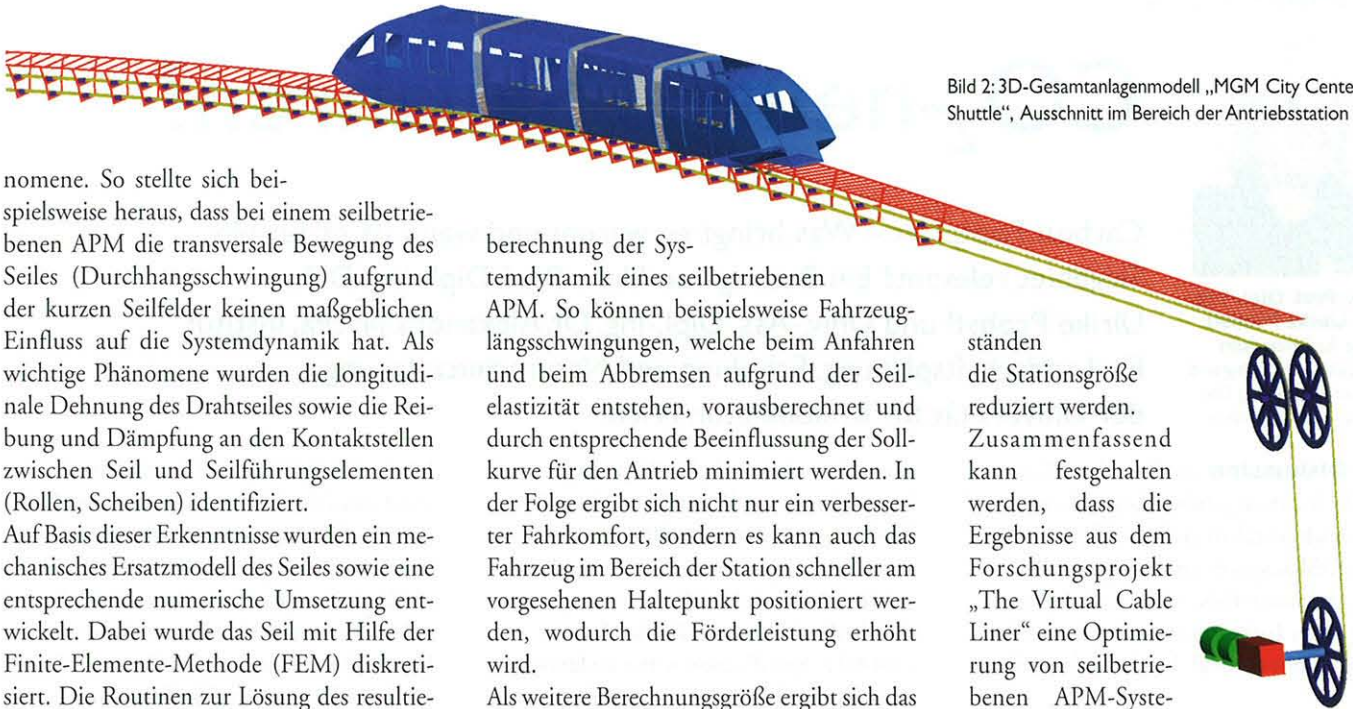 Bild 2: 3D-Gesamtanlagenmodell „MGM City Cente
Shuttle“, Ausschnitt im Bereich der Antriebsstation
nomene. So stellte sich bei-
spielsweise heraus, dass bei einem seilbetrie-
benen APM die transversale Bewegung des
Seiles (Durchhangsschwingung) aufgrund
der kurzen Seilfelder keinen maßgeblichen
Einfluss auf die Systemdynamik hat. Als
wichtige Phänomene wurden die longitudi-
nale Dehnung des Drahtseiles sowie die Rei-
bung und Dämpfung an den Kontaktstellen
zwischen Seil und Seilführungselementen
(Rollen, Scheiben) identifiziert.
Auf Basis dieser Erkenntnisse wurden ein me-
chanisches Ersatzmodell des Seiles sowie eine
entsprechende numerische Umsetzung ent-
wickelt. Dabei wurde das Seil mit Hilfe der
Finite-Elemente-Methode (FEM) diskreti-
siert. Die Routinen zur Lösung des resultie-
berechnung der Sys-
temdynamik eines seilbetriebenen
APM. So können beispielsweise Fahrzeug-
längsschwingungen, welche beim Anfahren
und beim Abbremsen aufgrund der Seil-
elastizität entstehen, vorausberechnet und
durch entsprechende Beeinflussung der Soll-
kurve für den Antrieb minimiert werden. In
der Folge ergibt sich nicht nur ein verbesser-
ter Fahrkomfort, sondern es kann auch das
Fahrzeug im Bereich der Station schneller am
vorgesehenen Haltepunkt positioniert wer-
den, wodurch die Förderleistung erhöht
wird.
Als weitere Berechnungsgröße ergibt sich das
ständen
die Stationsgröße
reduziert werden.
Zusammenfassend
kann festgehalten
werden, dass die
Ergebnisse aus dem
Forschungsprojekt
„The Virtual Cable
Liner“ eine Optimie-
rung von seilbetrie-
benen APM-Syste-